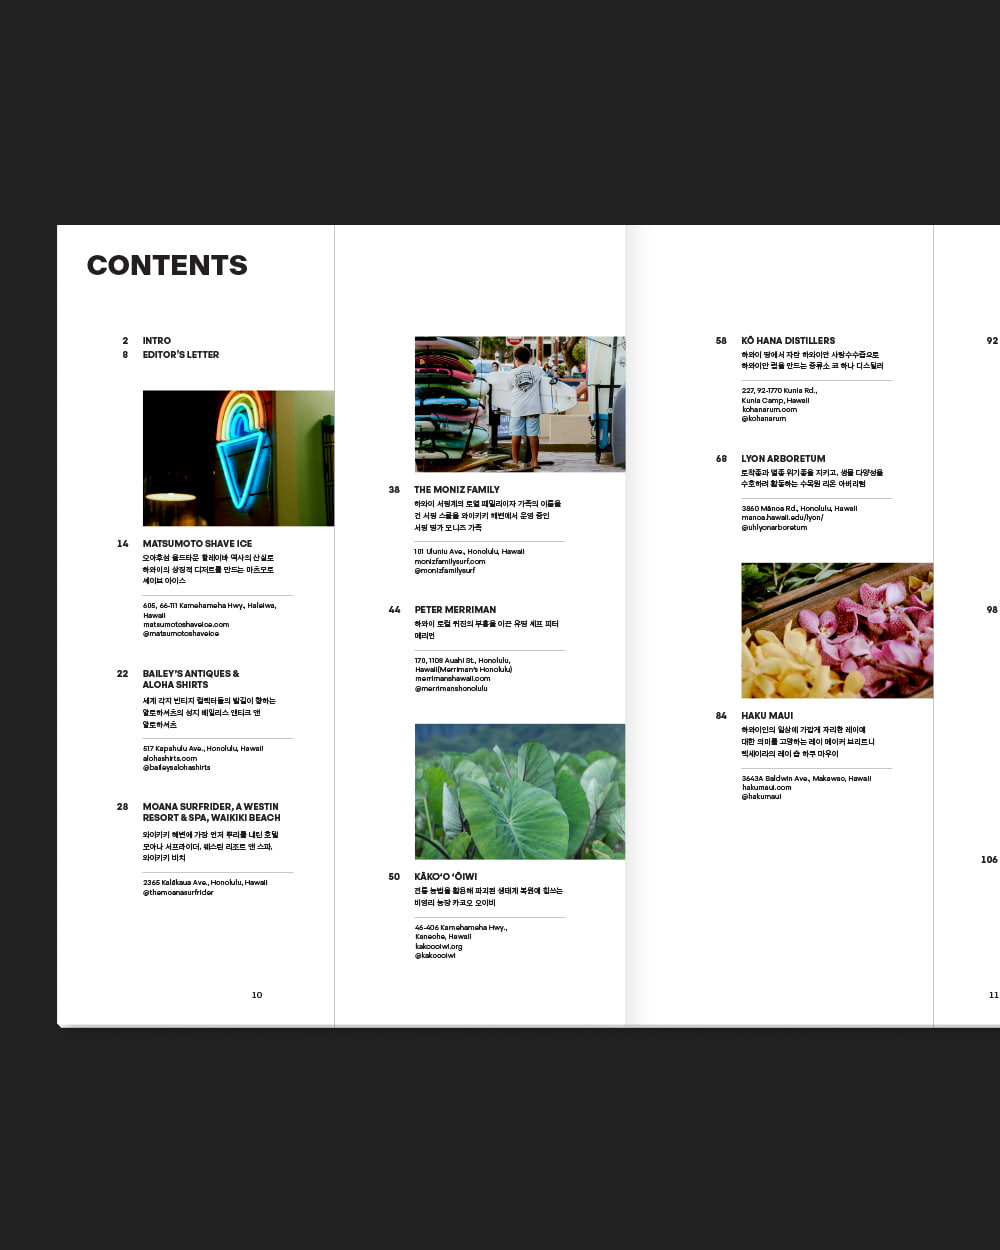 CONTENTS
2 INTRO
8 EDITOR'S LETTER
14 MATSUMOTO SHAVE ICE
오아후섬 올드타운 할레이바 역사의 산실로
하와이의 상징적 디저트를 만드는 마츠모토
셰이브 아이스
605, 66-111 Kamehameha Hwy., Haleiwa,
Hawaii
matsumotoshaveice.com
@matsumotoshaveice
22 BAILEY'S ANTIQUES &
ALOHA SHIRTS
세계 각지 빈티지 컬렉터들의 발길이 향하는
알로하셔츠의 성지 베일리스 앤티크 앤
알로하셔츠
517 Kapahulu Ave., Honolulu, Hawaii
alohashirts.com
@baileysalohashirts
28 MOANA SURFRIDER, A WESTIN
RESORT & SPA, WAIKIKI BEACH
와이키키 해변에 가장 먼저 뿌리를 내린 호텔
모아나 서프라이더, 웨스틴 리조트 앤 스파,
와이키키 비치
2365 Kalākaua Ave., Honolulu, Hawaii
@themoanasurfrider
10
38 THE MONIZ FAMILY
하와이 서핑계의 로열 패밀리이자 가족의 이름을
건 서핑 스쿨을 와이키키 해변에서 운영 중인
서핑 명가 모니즈 가족
101 Uluniu Ave., Honolulu, Hawaii
monizfamilysurf.com
@monizfamilysurf
44 PETER MERRIMAN
하와이 로컬 퀴진의 부흥을 이끈 유명 셰프 피터
메리먼
170, 1108 Auahi St., Honolulu,
Hawaii(Merriman's Honolulu)
merrimanshawaii.com
@merrimanshonolulu
50 KĀKOʻO ʻŌIWI
전통 농법을 활용해 파괴된 생태계 복원에 힘쓰는
비영리 농장 카코오 오이비
46-406 Kamehameha Hwy.,
Kaneohe, Hawaii
kakoooiwi.org
@kakoooiwi
58 KŌ HANA DISTILLERS
하와이 땅에서 자란 하와이안 사탕수수즙으로
하와이안 럼을 만드는 증류소 코 하나 디스틸러
227, 92-1770 Kunia Rd.,
Kunia Camp, Hawaii
kohanarum.com
@kohanarum
68 LYON ARBORETUM
토착종과 멸종 위기종을 지키고, 생물 다양성을
수호하려 활동하는 수목원 리온 아버리텀
3860 Mānoa Rd., Honolulu, Hawaii
manoa.hawaii.edu/lyon/
@uhlyonarboretum
84 HAKU MAUI
하와이인의 일상에 가깝게 자리한 레이에
대한 의미를 고양하는 레이 메이커 브리트니
텍세이라의 레이 숍 하쿠 마우이
3643A Baldwin Ave., Makawao, Hawaii
hakumaui.com
@hakumaui
92
98
106
11